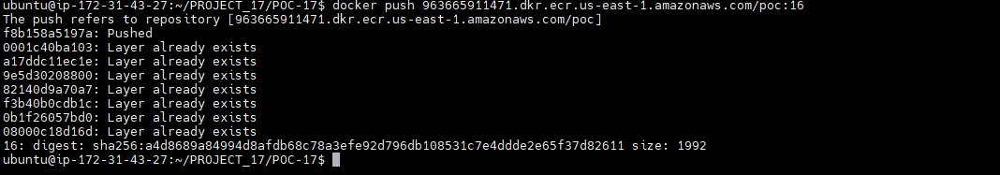 ubuntu@ip-172-31-43-27:~/PROJECT_17/POC-17$ docker push 963665911471.dkr.ecr.us-east-1.amazonaws.com/poc:16
The push refers to repository [963665911471.dkr.ecr.us-east-1.amazonaws.com/poc]
f8b158a5197a: Pushed
0001c40ba103: Layer already exists
a17ddc11ec1e: Layer already exists
9e5d30208800: Layer already exists
82140d9a70a7: Layer already exists
f3b40b0cdb1c: Layer already exists
0b1f26057bd0: Layer already exists
08000c18d16d: Layer already exists
16: digest: sha256:a4d8689a84994d8afdb68c78a3efe92d796db108531c7e4ddde2e65f37d82611 size: 1992
ubuntu@ip-172-31-43-27:~/PROJECT_17/POC-17$